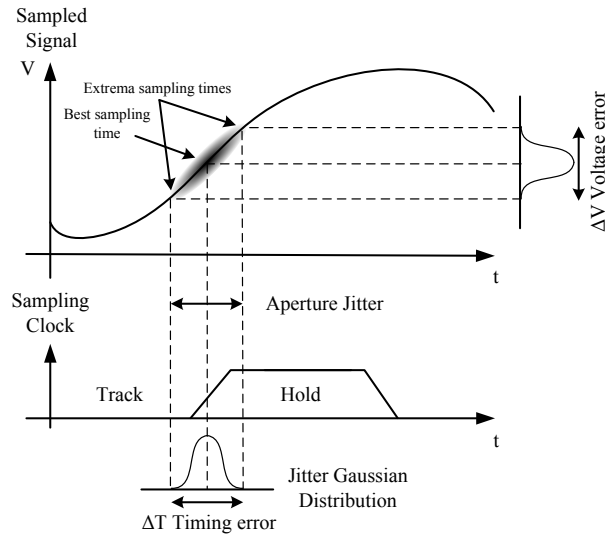 Sampled
Signal
V
Extrema sampling times
Best sampling
time
ΔV Voltage error
t
Sampling
Clock
Aperture Jitter
Track
Hold
t
Jitter Gaussian
Distribution
ΔT Timing error